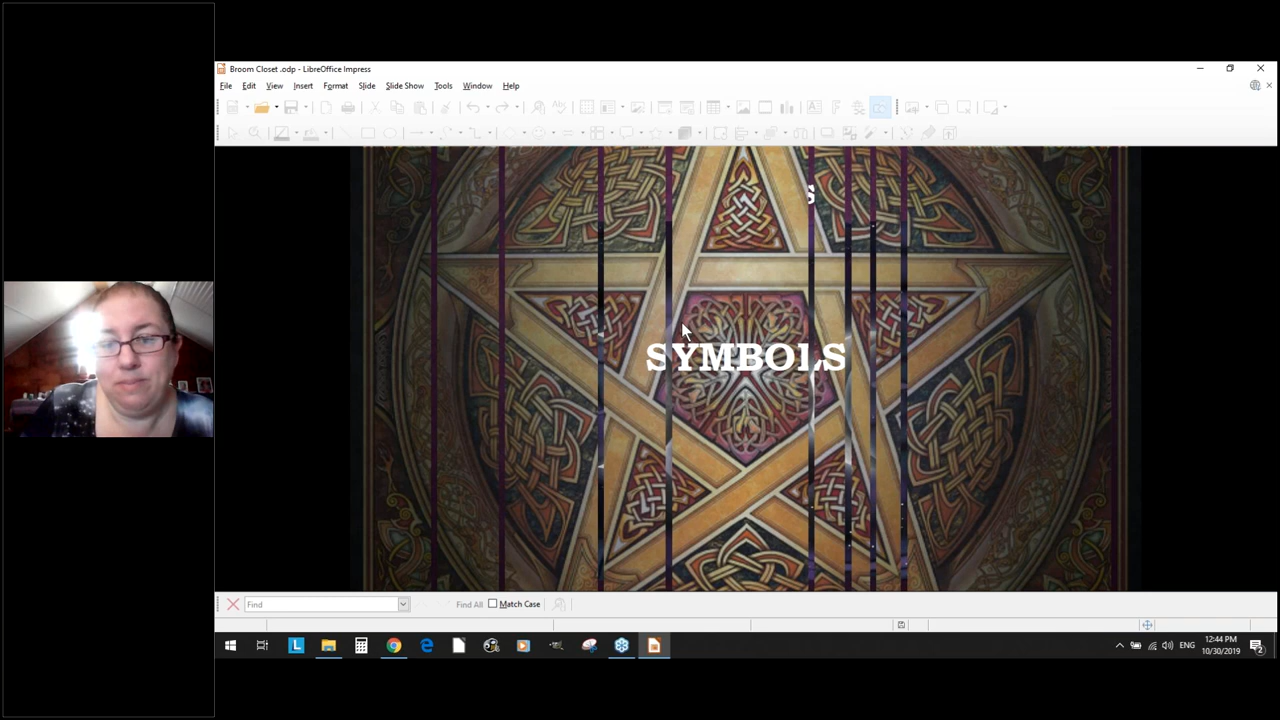 Broom Closet .odp - LibreOffice Impress
File Edit View Insert Format Slide Slide Show Tools Window Help
S
SYMBOLS
Find
Find All
Match Case
ENG
12:44 PM
10/30/2019
2